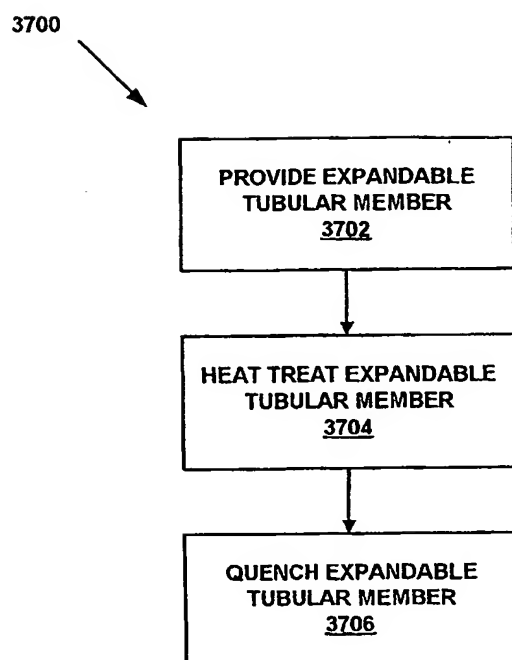 3700
PROVIDE EXPANDABLE
TUBULAR MEMBER
3702
HEAT TREAT EXPANDABLE
TUBULAR MEMBER
3704
QUENCH EXPANDABLE
TUBULAR MEMBER
3706